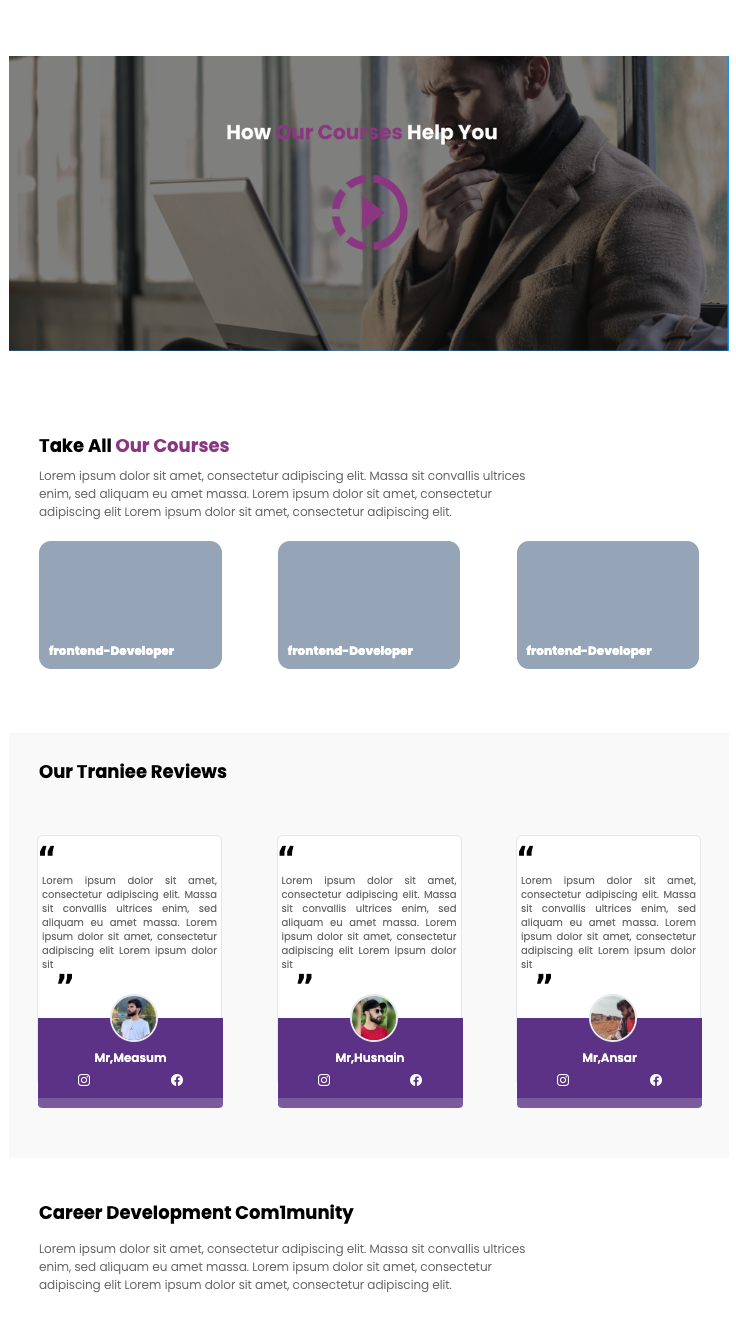 How Our Courses Help You
Take All Our Courses
Lorem ipsum dolor sit amet, consectetur adipiscing elit. Massa sit convallis ultrices
enim, sed aliquam eu amet massa. Lorem ipsum dolor sit amet, consectetur
adipiscing elit Lorem ipsum dolor sit amet, consectetur adipiscing elit.
frontend-Developer
frontend-Developer
frontend-Developer
Our Traniee Reviews
“
Lorem ipsum dolor sit amet,
consectetur adipiscing elit. Massa
sit convallis ultrices enim, sed
aliquam eu amet massa. Lorem
ipsum dolor sit amet, consectetur
adipiscing elit Lorem ipsum dolor
sit
”
Mr,Measum
“
Lorem ipsum dolor sit amet,
consectetur adipiscing elit. Massa
sit convallis ultrices enim, sed
aliquam eu amet massa. Lorem
ipsum dolor sit amet, consectetur
adipiscing elit Lorem ipsum dolor
sit
”
Mr,Husnain
“
Lorem ipsum dolor sit amet,
consectetur adipiscing elit. Massa
sit convallis ultrices enim, sed
aliquam eu amet massa. Lorem
ipsum dolor sit amet, consectetur
adipiscing elit Lorem ipsum dolor
sit
”
Mr,Ansar
Career Development Com1munity
Lorem ipsum dolor sit amet, consectetur adipiscing elit. Massa sit convallis ultrices
enim, sed aliquam eu amet massa. Lorem ipsum dolor sit amet, consectetur
adipiscing elit Lorem ipsum dolor sit amet, consectetur adipiscing elit.